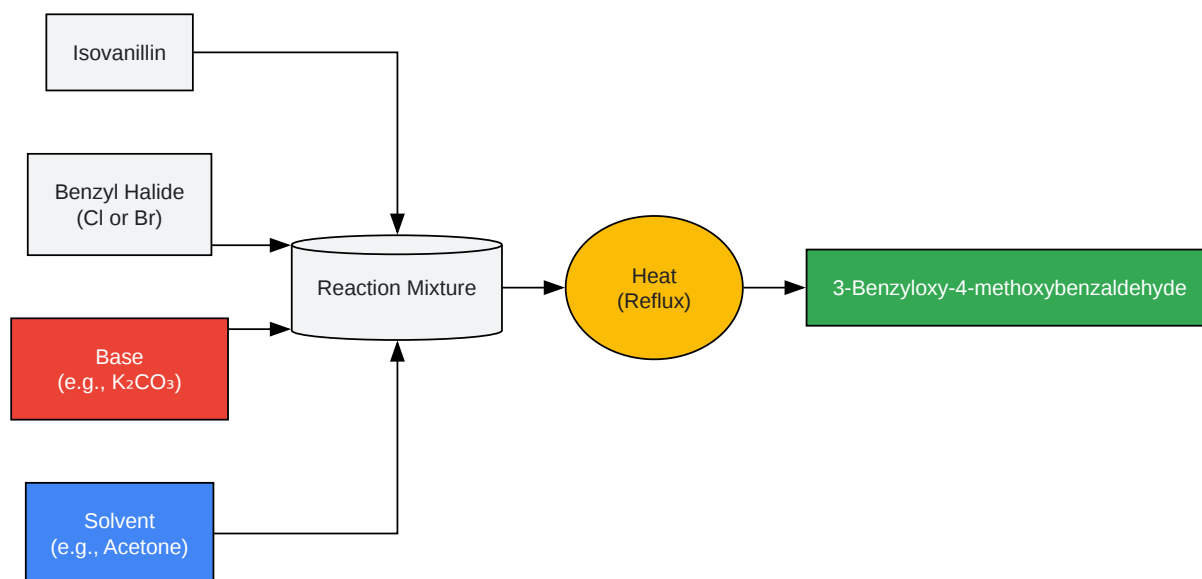 Isovanillin
Benzyl Halide
(Cl or Br)
Reaction Mixture
Heat
(Reflux)
3-Benzyloxy-4-methoxybenzaldehyde
Base
(e.g., K₂CO₃)
Solvent
(e.g., Acetone)